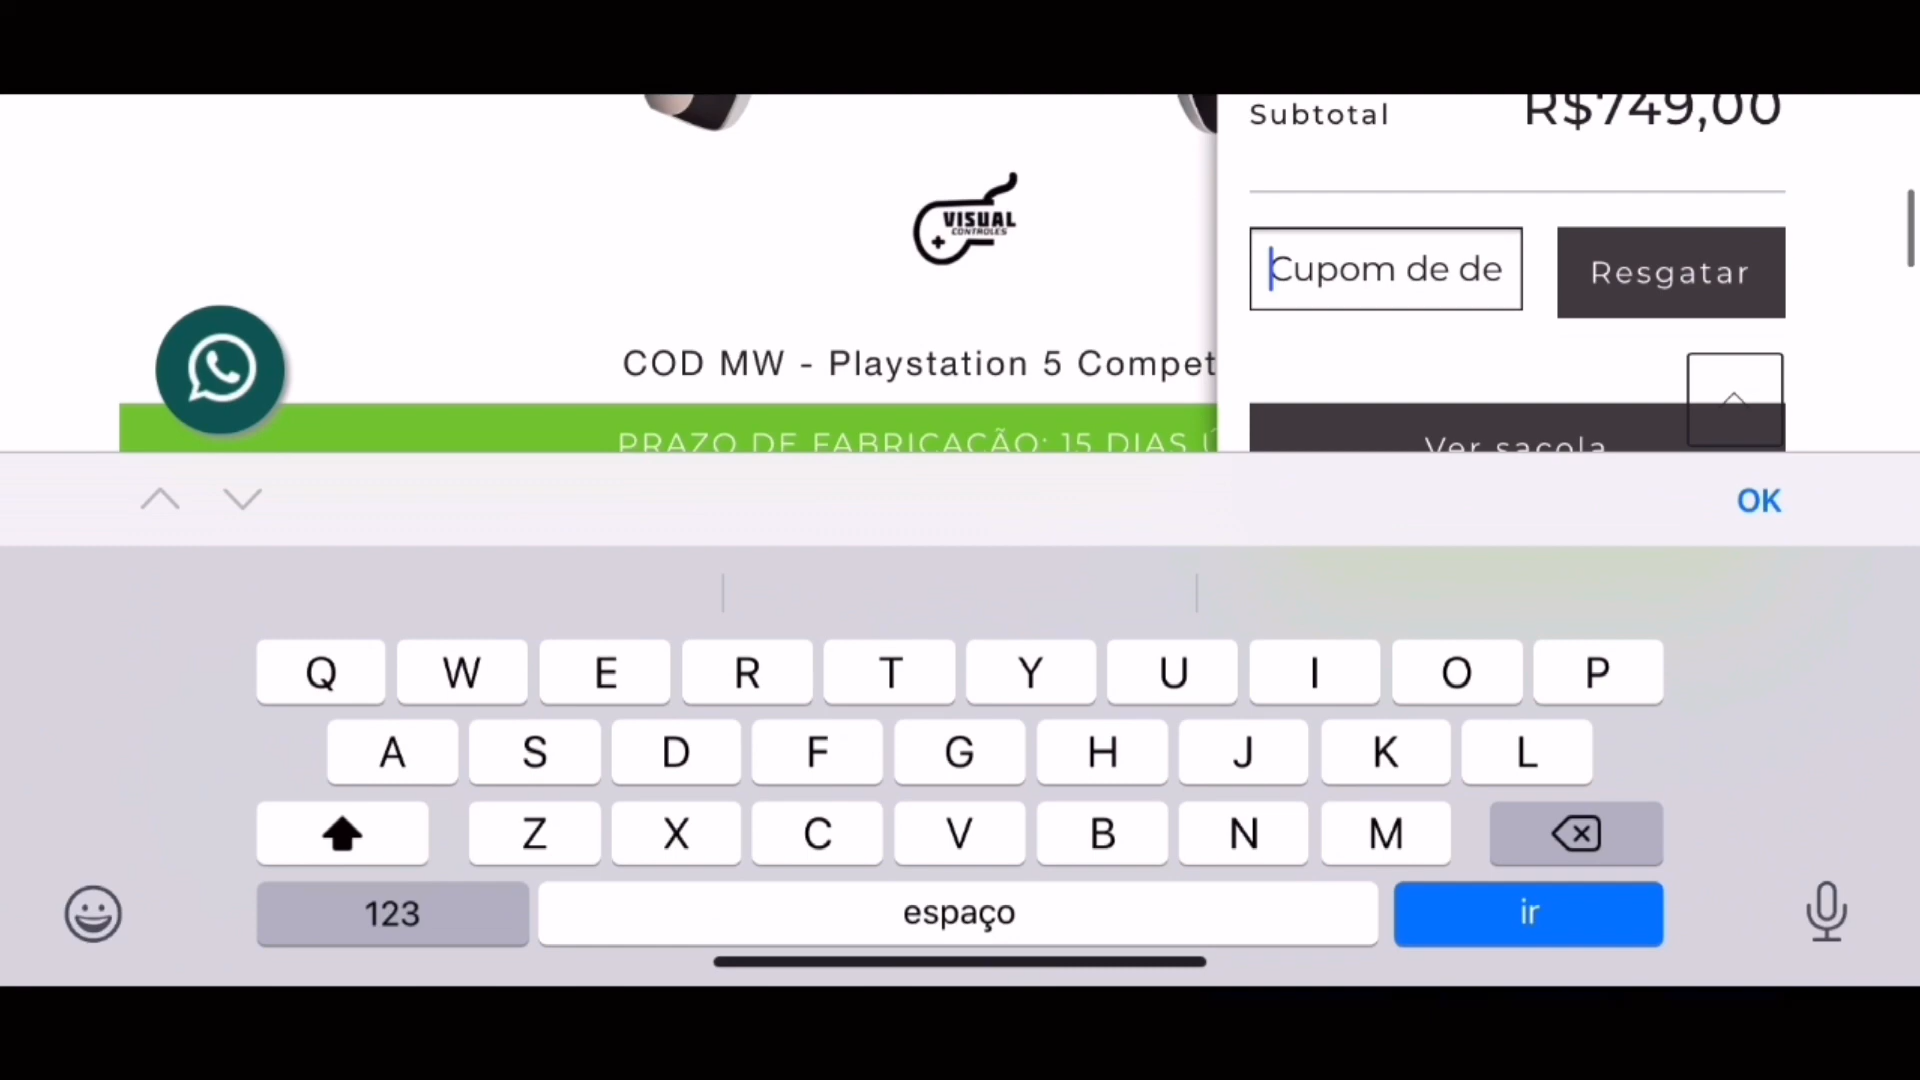 Subtotal
R$749,00
VISUAL
CONTROLES
Cupom de de
Resgatar
COD MW - Playstation 5 Compet
PRAZO DE FABRICAÇÃO: 15 DIAS Ú
Ver sacola
OK
Q W E R T Y U I O P
A S D F G H J K L
Z X C V B N M
123
espaço
ir